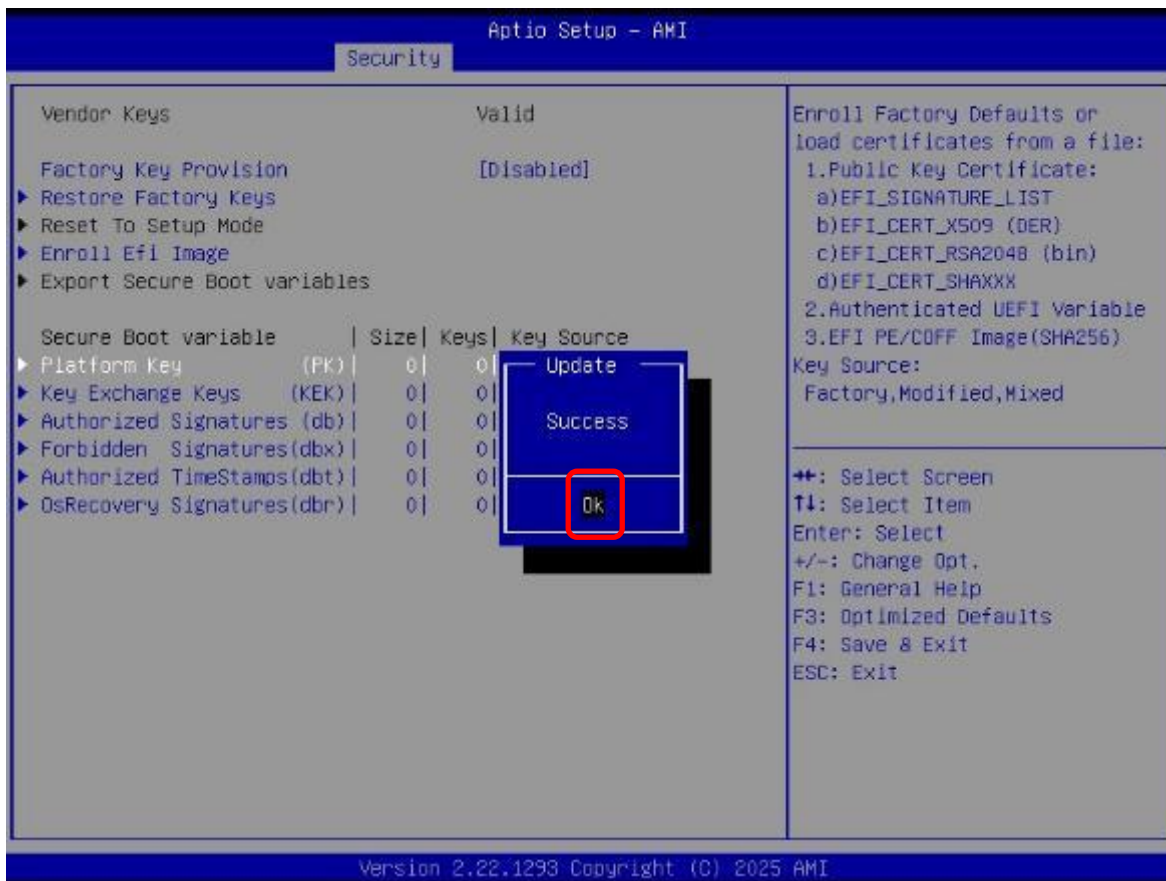 Aptio Setup – AMI
Security
Vendor Keys Valid
Factory Key Provision [Disabled]
▶ Restore Factory Keys
▶ Reset To Setup Mode
▶ Enroll Efi Image
▶ Export Secure Boot variables
Secure Boot variable | Size| Keys| Key Source
▶ Platform Key (PK)| 0| 0|
▶ Key Exchange Keys (KEK)| 0| 0|
▶ Authorized Signatures (db)| 0| 0|
▶ Forbidden Signatures(dbx)| 0| 0|
▶ Authorized TimeStamps(dbt)| 0| 0|
▶ OsRecovery Signatures(dbr)| 0| 0|
Update
Success
Ok
Enroll Factory Defaults or
load certificates from a file:
1.Public Key Certificate:
a)EFI_SIGNATURE_LIST
b)EFI_CERT_X509 (DER)
c)EFI_CERT_RSA2048 (bin)
d)EFI_CERT_SHAXXX
2.Authenticated UEFI Variable
3.EFI PE/COFF Image(SHA256)
Key Source:
Factory,Modified,Mixed
→←: Select Screen
↑↓: Select Item
Enter: Select
+/-: Change Opt.
F1: General Help
F3: Optimized Defaults
F4: Save & Exit
ESC: Exit
Version 2.22.1293 Copyright (C) 2025 AMI